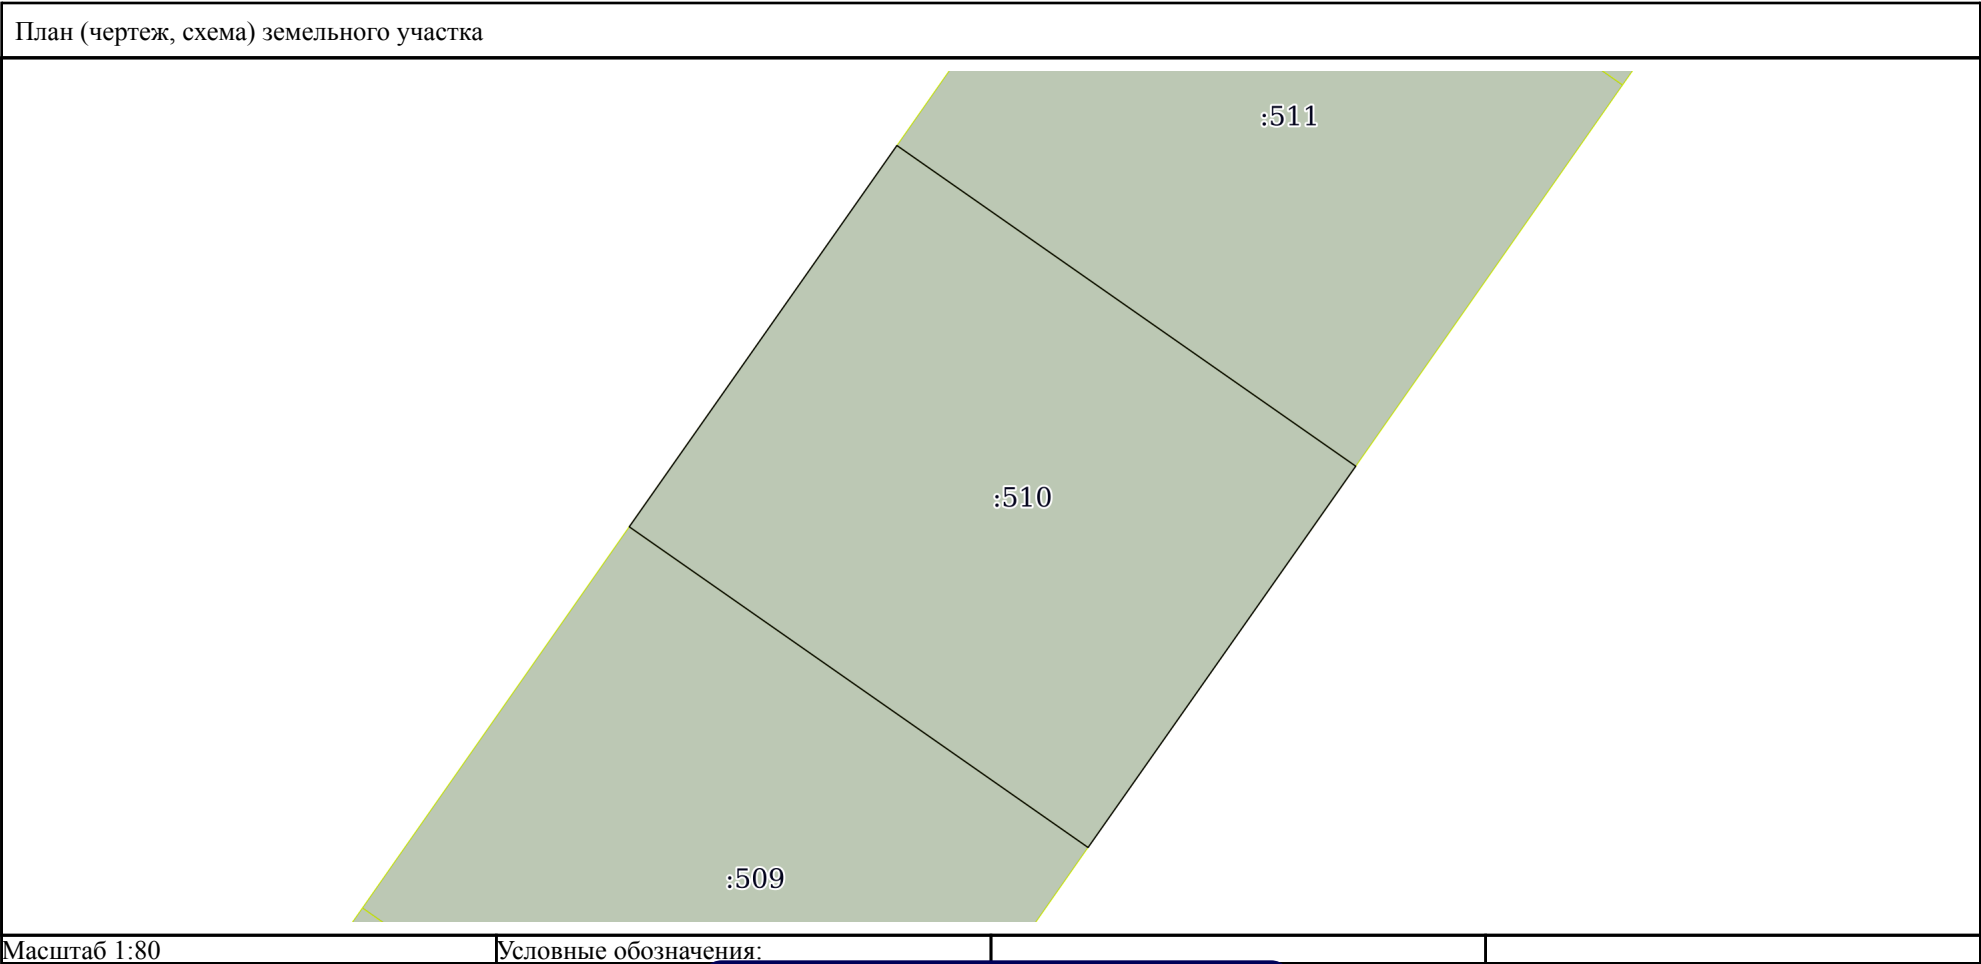 План (чертеж, схема) земельного участка
:511
:510
:509
Масштаб 1:80
Условные обозначения: